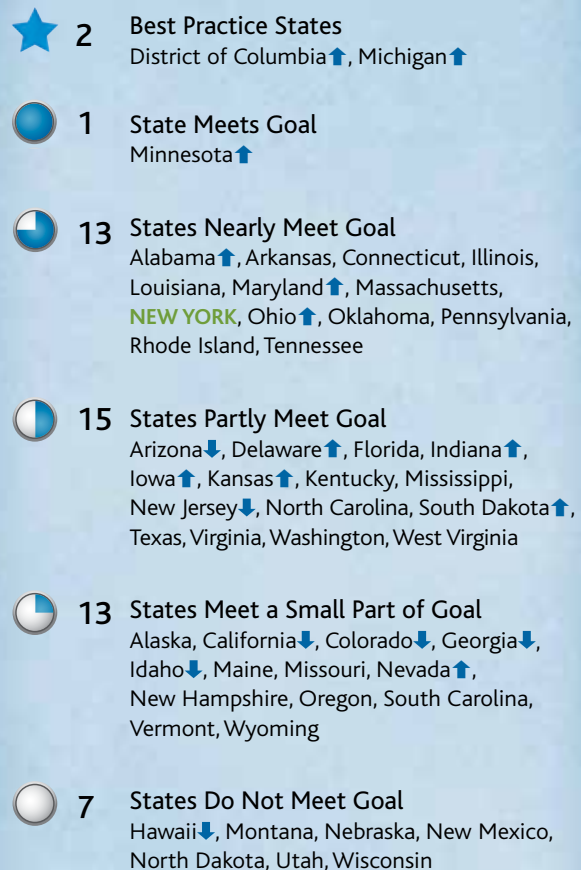 2 Best Practice States
District of Columbia⬆, Michigan⬆
1 State Meets Goal
Minnesota⬆
13 States Nearly Meet Goal
Alabama⬆, Arkansas, Connecticut, Illinois,
Louisiana, Maryland⬆, Massachusetts,
NEW YORK, Ohio⬆, Oklahoma, Pennsylvania,
Rhode Island, Tennessee
15 States Partly Meet Goal
Arizona⬇, Delaware⬆, Florida, Indiana⬆,
Iowa⬆, Kansas⬆, Kentucky, Mississippi,
New Jersey⬇, North Carolina, South Dakota⬆,
Texas, Virginia, Washington, West Virginia
13 States Meet a Small Part of Goal
Alaska, California⬇, Colorado⬇, Georgia⬇,
Idaho⬇, Maine, Missouri, Nevada⬆,
New Hampshire, Oregon, South Carolina,
Vermont, Wyoming
7 States Do Not Meet Goal
Hawaii⬇, Montana, Nebraska, New Mexico,
North Dakota, Utah, Wisconsin